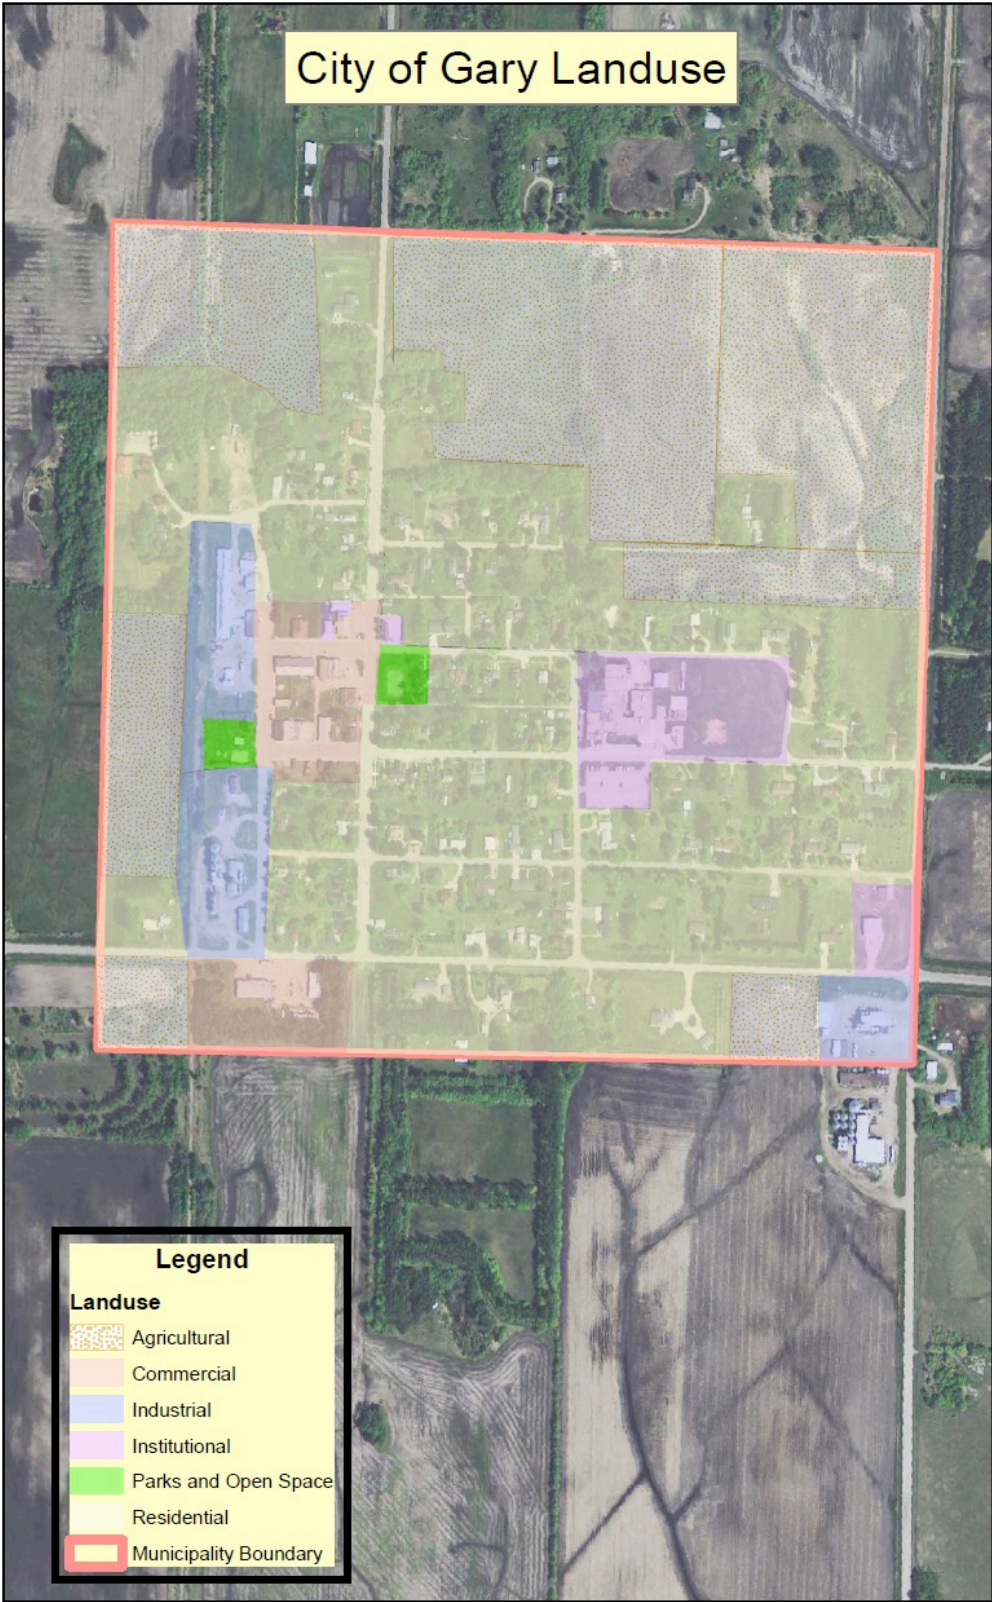 City of Gary Landuse
Legend
Landuse
Agricultural
Commercial
Industrial
Institutional
Parks and Open Space
Residential
Municipality Boundary